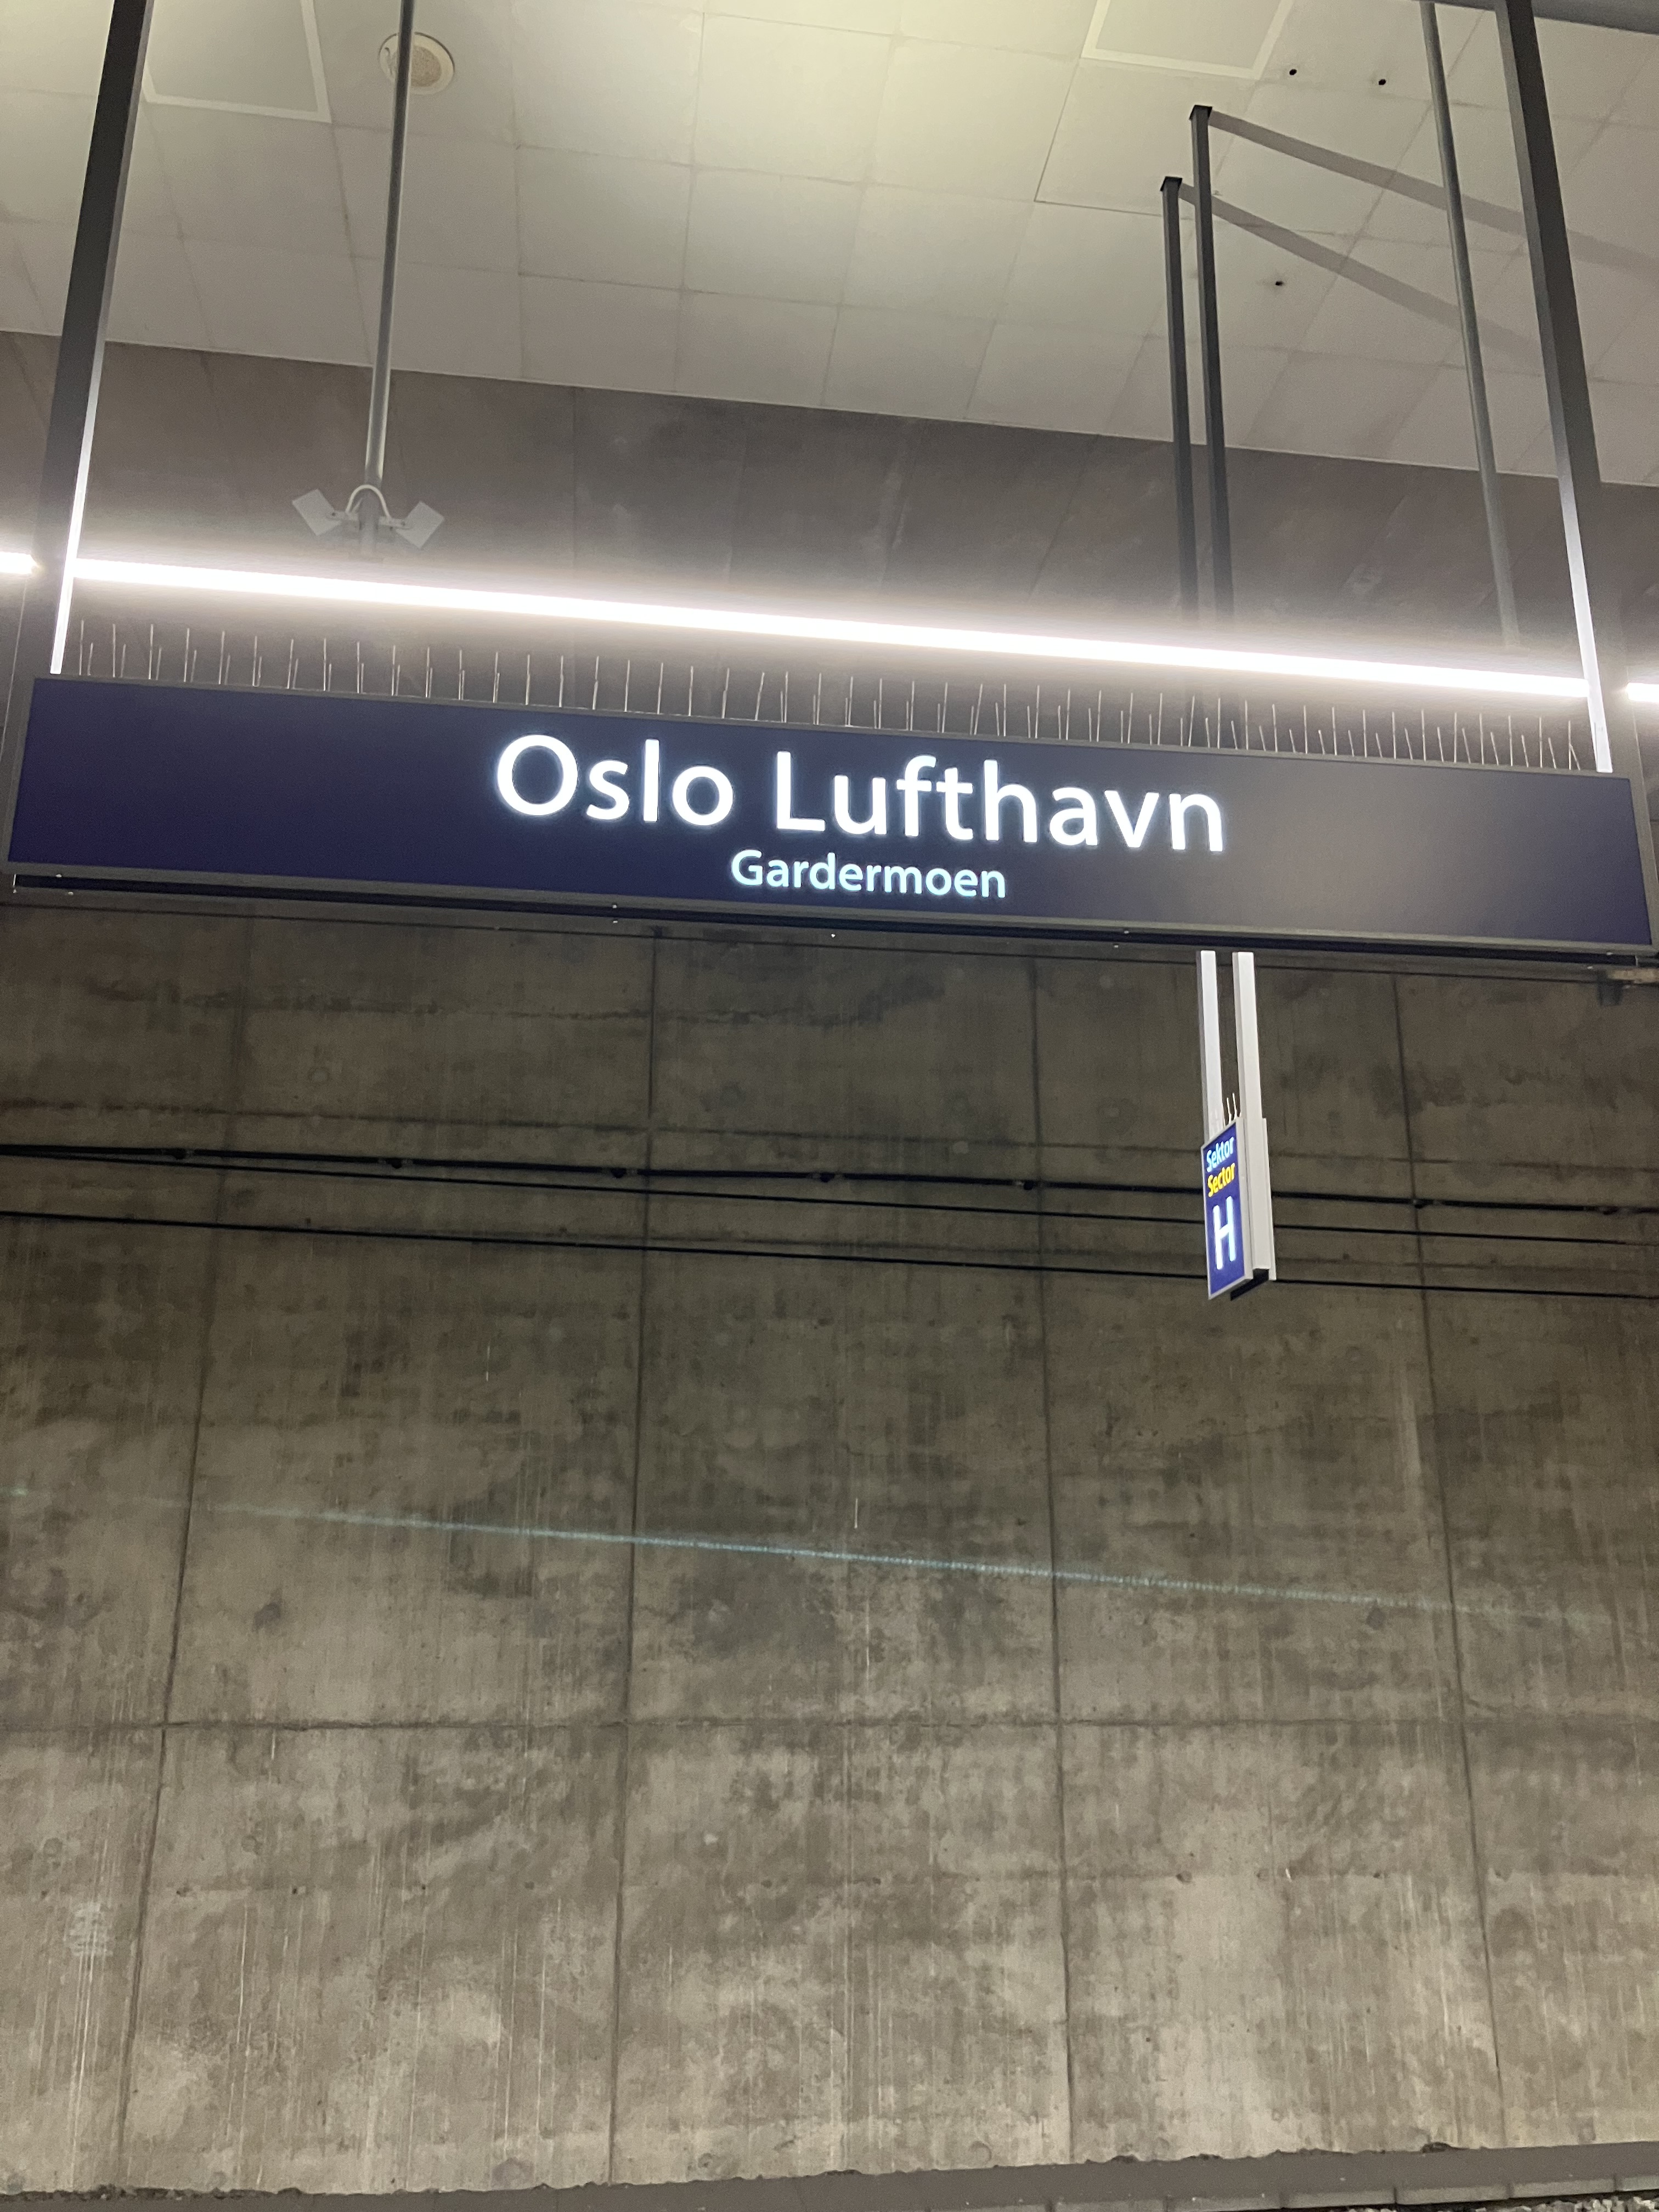 Oslo Lufthavn
Gardermoen
Sektor
Sector
H